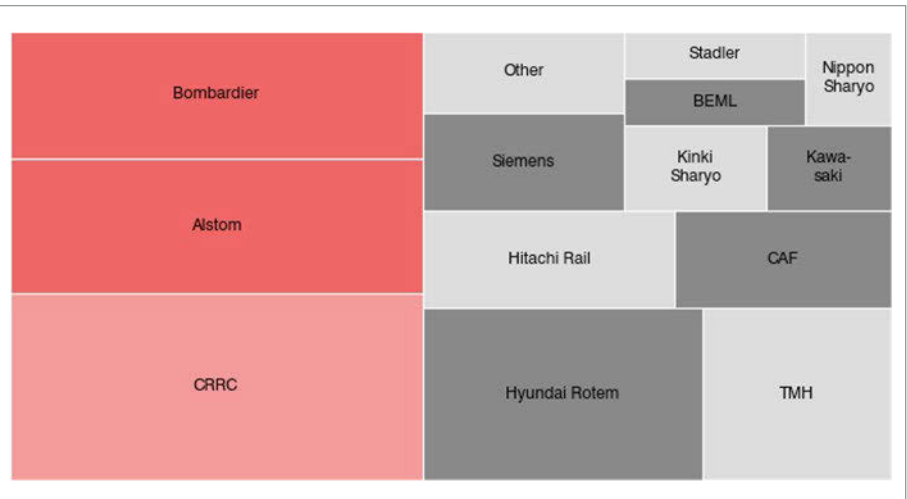 Bombardier
Alstom
CRRC
Other
Siemens
Stadler
BEML
Nippon
Sharyo
Kinki
Sharyo
Kawa-
saki
Hitachi Rail
CAF
Hyundai Rotem
TMH